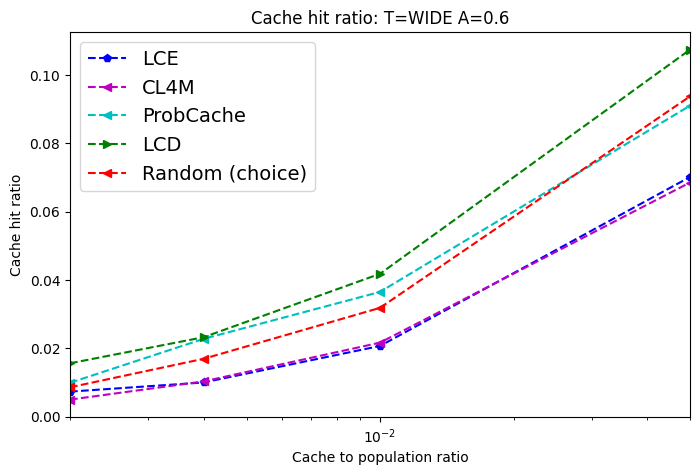 Cache hit ratio: T=WIDE A=0.6
LCE
CL4M
ProbCache
LCD
Random (choice)
Cache hit ratio
0.10
0.08
0.06
0.04
0.02
0.00
10⁻²
Cache to population ratio